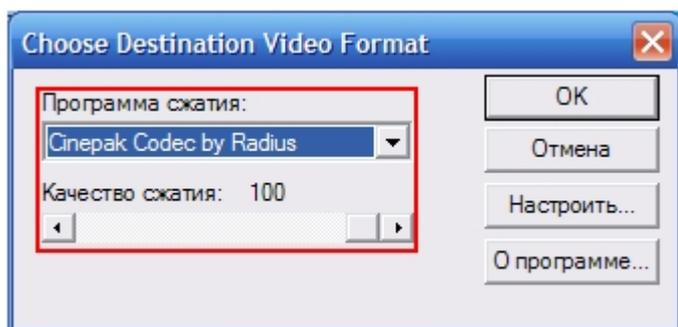 Choose Destination Video Format
Программа сжатия:
Cinepak Codec by Radius
Качество сжатия: 100
OK
Отмена
Настроить...
О программе...